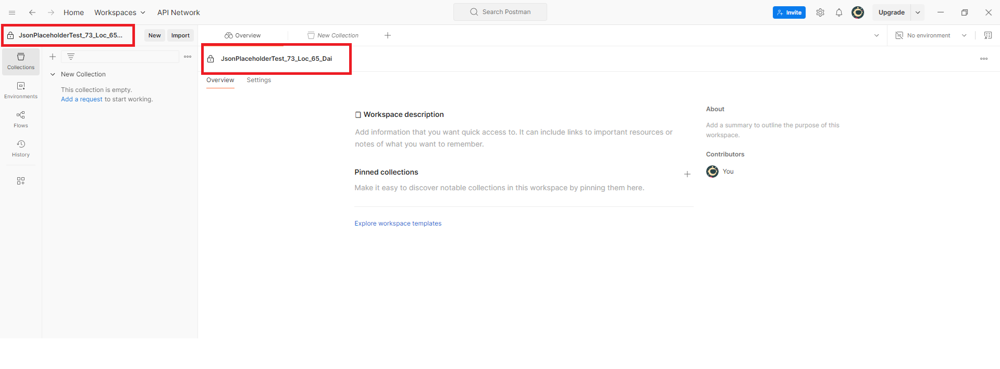 Home Workspaces API Network Search Postman Invite Upgrade
JsonPlaceholderTest_73_Loc_65... New Import Overview New Collection No environment
JsonPlaceholderTest_73_Loc_65_Dai
Overview Settings
Collections
Environments
Flows
History
New Collection
This collection is empty.
Add a request to start working.
Workspace description
Add information that you want quick access to. It can include links to important resources or
notes of what you want to remember.
Pinned collections
Make it easy to discover notable collections in this workspace by pinning them here.
Explore workspace templates
About
Add a summary to outline the purpose of this
workspace.
Contributors
You